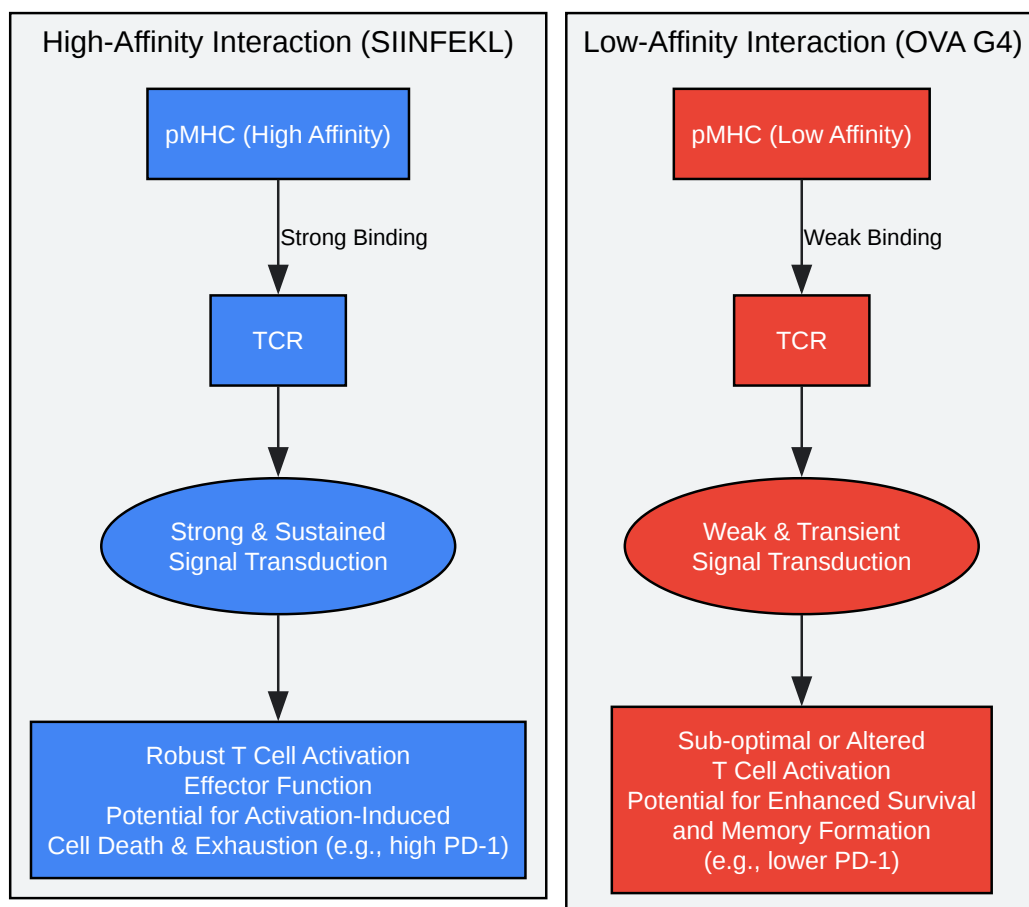 High-Affinity Interaction (SIINFEKL)
pMHC (High Affinity)
Strong Binding
TCR
Strong & Sustained
Signal Transduction
Robust T Cell Activation
Effector Function
Potential for Activation-Induced
Cell Death & Exhaustion (e.g., high PD-1)
Low-Affinity Interaction (OVA G4)
pMHC (Low Affinity)
Weak Binding
TCR
Weak & Transient
Signal Transduction
Sub-optimal or Altered
T Cell Activation
Potential for Enhanced Survival
and Memory Formation
(e.g., lower PD-1)